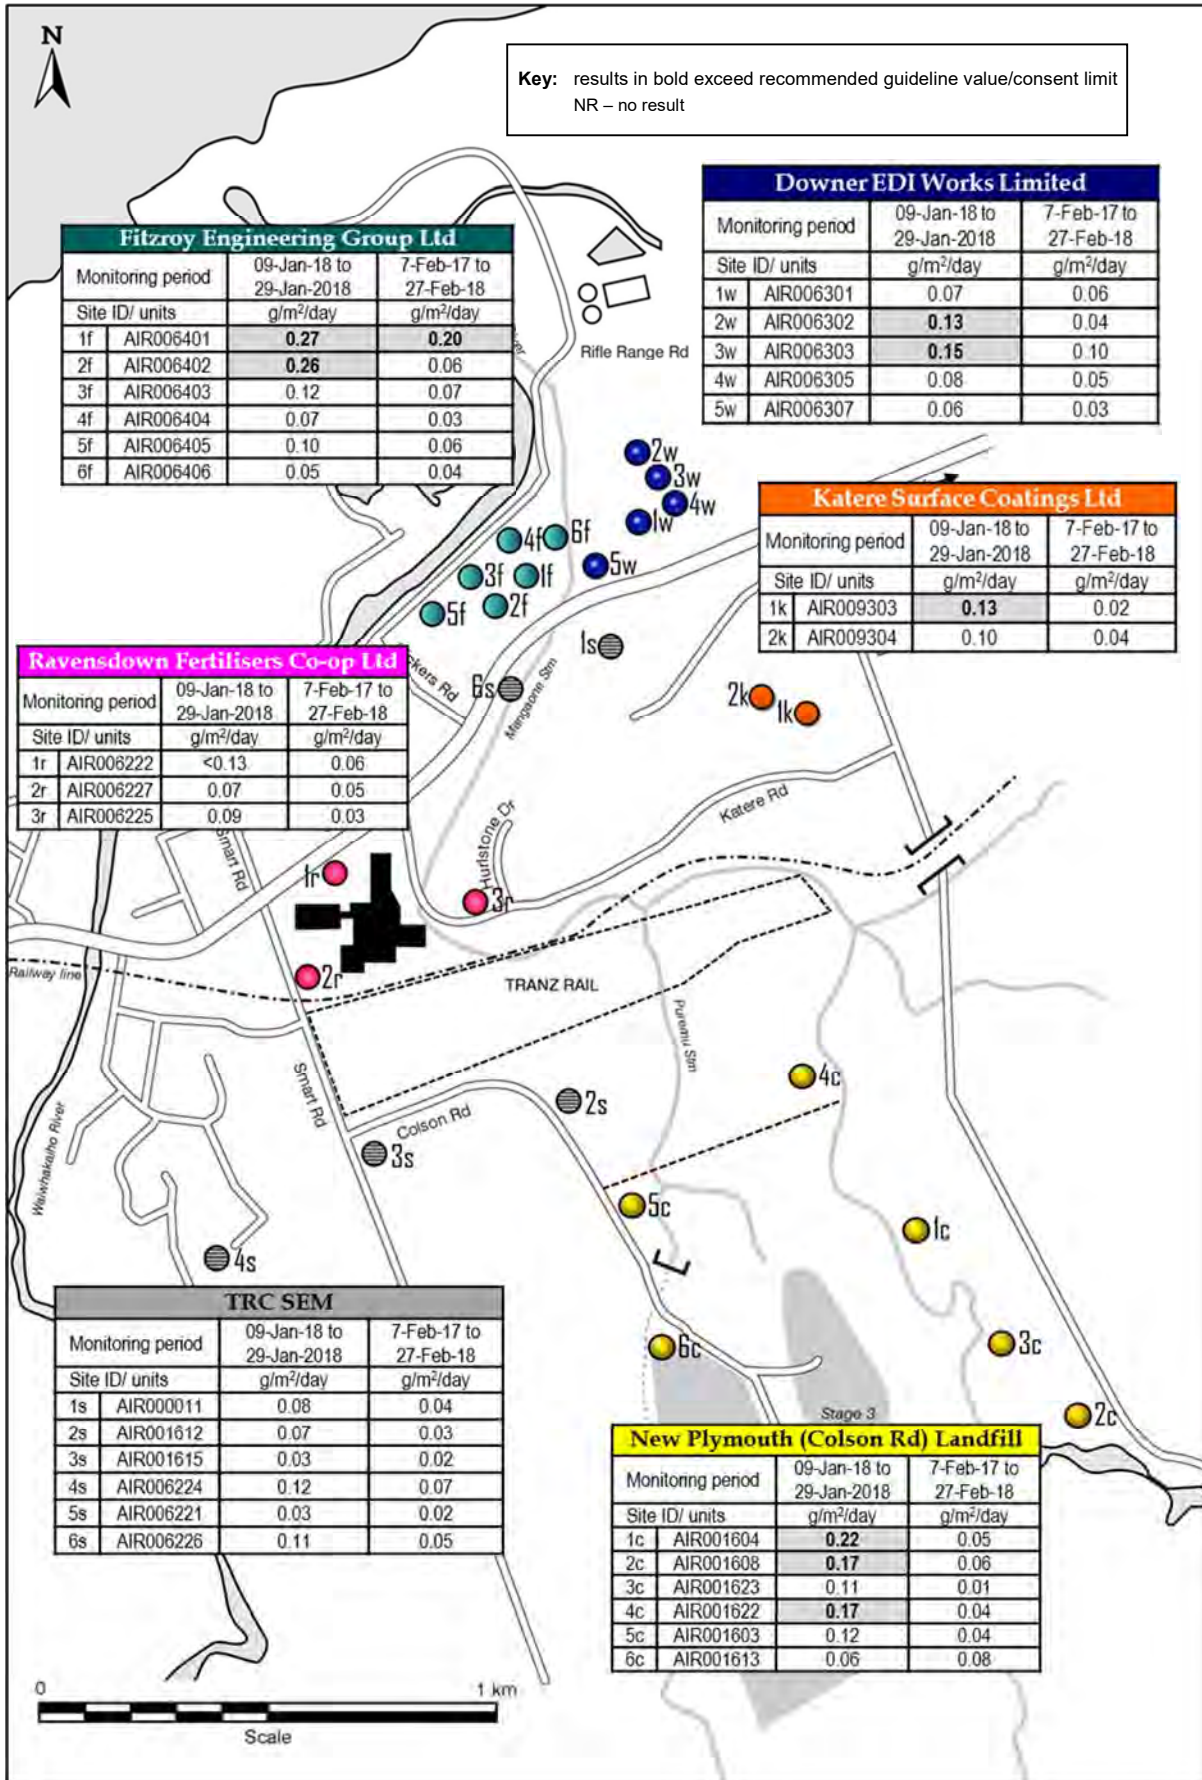 N
Key: results in bold exceed recommended guideline value/consent limit
NR – no result
Downer EDI Works Limited
Monitoring period 09-Jan-18 to 29-Jan-2018 7-Feb-17 to 27-Feb-18
Site ID/ units g/m²/day g/m²/day
1w AIR006301 0.07 0.06
2w AIR006302 0.13 0.04
3w AIR006303 0.15 0.10
4w AIR006305 0.08 0.05
5w AIR006307 0.06 0.03
Fitzroy Engineering Group Ltd
Monitoring period 09-Jan-18 to 29-Jan-2018 7-Feb-17 to 27-Feb-18
Site ID/ units g/m²/day g/m²/day
1f AIR006401 0.27 0.20
2f AIR006402 0.26 0.06
3f AIR006403 0.12 0.07
4f AIR006404 0.07 0.03
5f AIR006405 0.10 0.06
6f AIR006406 0.05 0.04
Rifle Range Rd
2w
3w
4w
1w
5w
4f
6f
3f
1f
2f
5f
Katere Surface Coatings Ltd
Monitoring period 09-Jan-18 to 29-Jan-2018 7-Feb-17 to 27-Feb-18
Site ID/ units g/m²/day g/m²/day
1k AIR009303 0.13 0.02
2k AIR009304 0.10 0.04
1s
6s
Mangaone Stm
2k
1k
Ravensdown Fertilisers Co-op Ltd
Monitoring period 09-Jan-18 to 29-Jan-2018 7-Feb-17 to 27-Feb-18
Site ID/ units g/m²/day g/m²/day
1r AIR006222 <0.13 0.06
2r AIR006227 0.07 0.05
3r AIR006225 0.09 0.03
ckers Rd
Smart Rd
Hurlstone Dr
Katere Rd
1r
3r
2r
Railway line
TRANZ RAIL
Puremu Stm
Waiwhakaiho River
Smart Rd
Colson Rd
4c
2s
3s
5c
1c
4s
6c
3c
2c
Stage 3
TRC SEM
Monitoring period 09-Jan-18 to 29-Jan-2018 7-Feb-17 to 27-Feb-18
Site ID/ units g/m²/day g/m²/day
1s AIR000011 0.08 0.04
2s AIR001612 0.07 0.03
3s AIR001615 0.03 0.02
4s AIR006224 0.12 0.07
5s AIR006221 0.03 0.02
6s AIR006226 0.11 0.05
New Plymouth (Colson Rd) Landfill
Monitoring period 09-Jan-18 to 29-Jan-2018 7-Feb-17 to 27-Feb-18
Site ID/ units g/m²/day g/m²/day
1c AIR001604 0.22 0.05
2c AIR001608 0.17 0.06
3c AIR001623 0.11 0.01
4c AIR001622 0.17 0.04
5c AIR001603 0.12 0.04
6c AIR001613 0.06 0.08
0 1 km
Scale